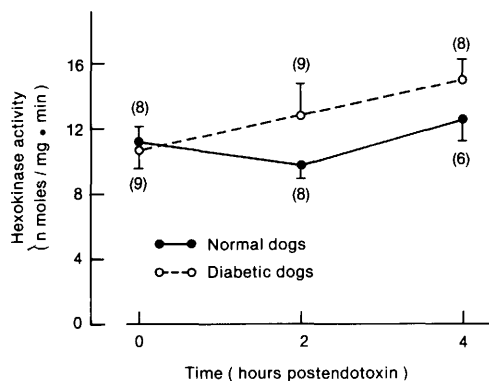 Hexokinase activity
(n moles / mg • min)
16
12
8
4
0
(8)
(9)
(9)
(8)
(8)
(6)
Normal dogs
Diabetic dogs
0
2
4
Time ( hours postendotoxin)